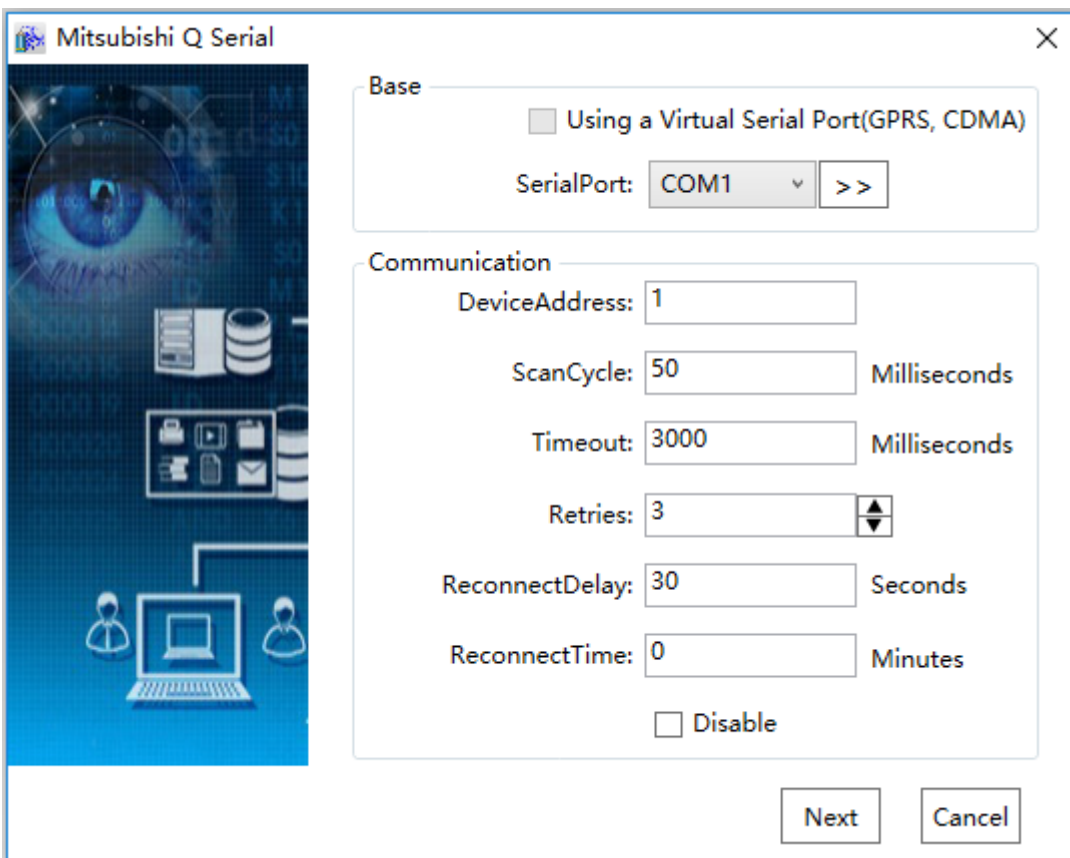 Mitsubishi Q Serial
Base
Using a Virtual Serial Port(GPRS, CDMA)
SerialPort: COM1 >>
Communication
DeviceAddress: 1
ScanCycle: 50 Milliseconds
Timeout: 3000 Milliseconds
Retries: 3
ReconnectDelay: 30 Seconds
ReconnectTime: 0 Minutes
Disable
Next Cancel